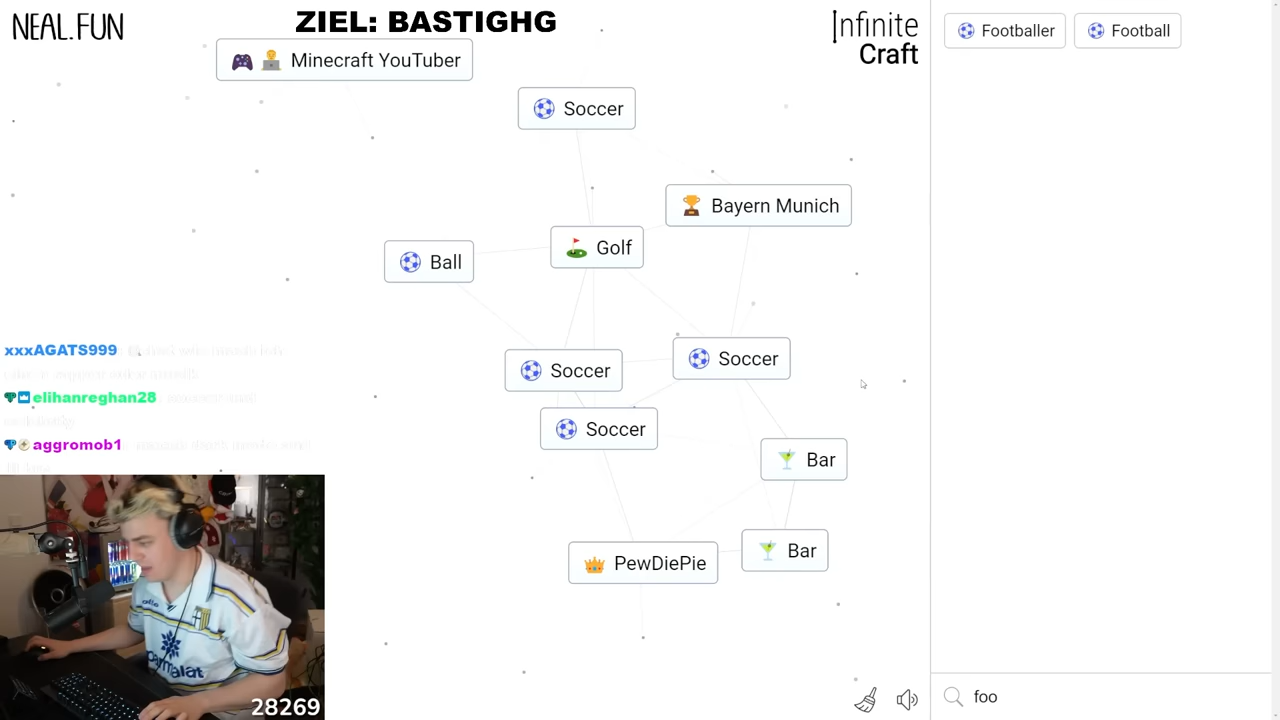 NEAL.FUN
ZIEL: BASTIGHG
Infinite
Craft
Footballer
Football
Minecraft YouTuber
Soccer
Bayern Munich
Golf
Ball
Soccer
Soccer
xxxAGATS999
elihanreghan28
Soccer
aggromob1
Bar
Bar
PewDiePie
parmalat
28269
foo